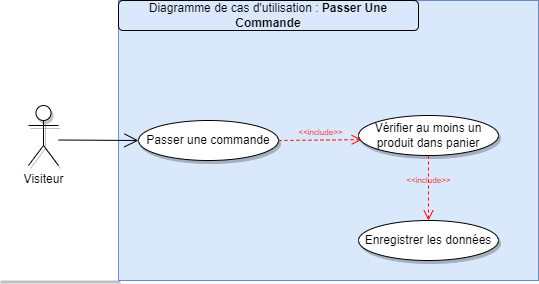 Diagramme de cas d'utilisation : Passer Une
Commande
Visiteur
Passer une commande
<<include>>
Vérifier au moins un
produit dans panier
<<include>>
Enregistrer les données